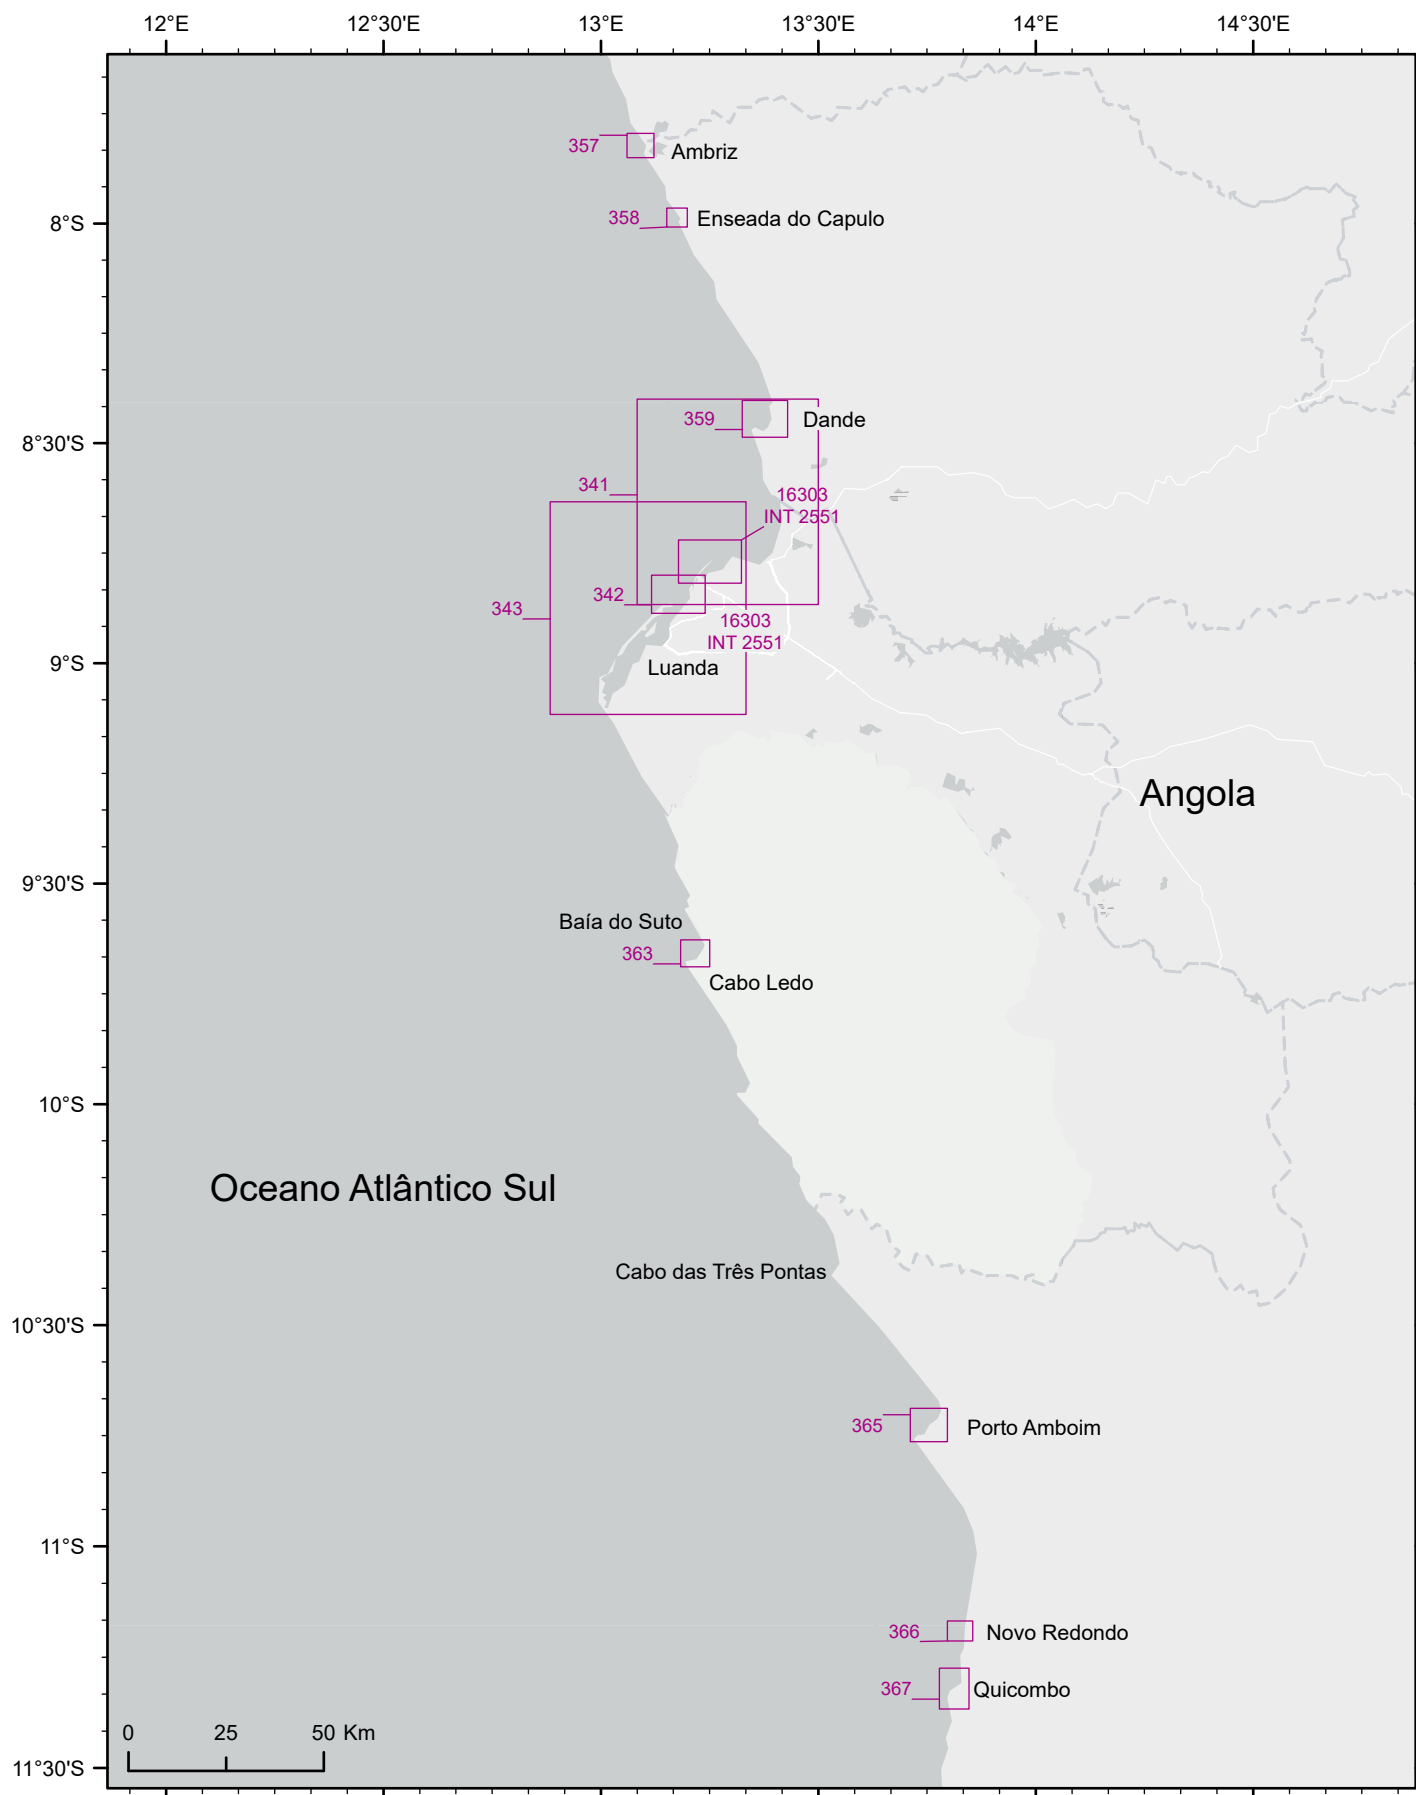 12°E
12°30'E
13°E
13°30'E
14°E
14°30'E
357
Ambriz
8°S
358
Enseada do Capulo
359
Dande
8°30'S
341
16303
INT 2551
342
343
16303
INT 2551
9°S
Luanda
Angola
9°30'S
Baía do Suto
363
Cabo Ledo
10°S
Oceano Atlântico Sul
Cabo das Três Pontas
10°30'S
365
Porto Amboim
11°S
366
Novo Redondo
367
Quicombo
0 25 50 Km
11°30'S